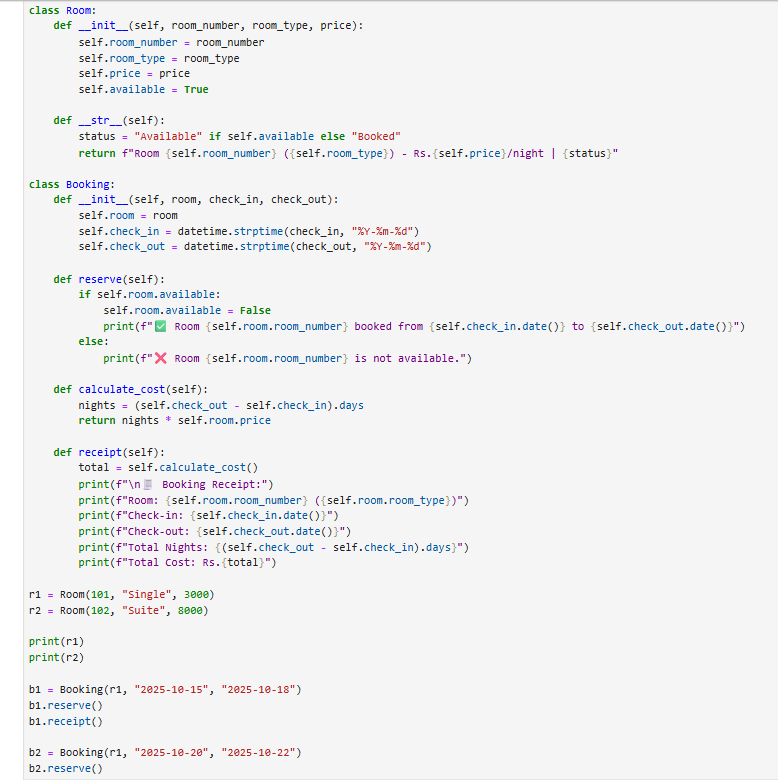 class Room:
    def __init__(self, room_number, room_type, price):
        self.room_number = room_number
        self.room_type = room_type
        self.price = price
        self.available = True

    def __str__(self):
        status = "Available" if self.available else "Booked"
        return f"Room {self.room_number} ({self.room_type}) - Rs.{self.price}/night | {status}"

class Booking:
    def __init__(self, room, check_in, check_out):
        self.room = room
        self.check_in = datetime.strptime(check_in, "%Y-%m-%d")
        self.check_out = datetime.strptime(check_out, "%Y-%m-%d")

    def reserve(self):
        if self.room.available:
            self.room.available = False
            print(f"✅ Room {self.room.room_number} booked from {self.check_in.date()} to {self.check_out.date()}")
        else:
            print(f"❌ Room {self.room.room_number} is not available.")

    def calculate_cost(self):
        nights = (self.check_out - self.check_in).days
        return nights * self.room.price

    def receipt(self):
        total = self.calculate_cost()
        print(f"\n🧾 Booking Receipt:")
        print(f"Room: {self.room.room_number} ({self.room.room_type})")
        print(f"Check-in: {self.check_in.date()}")
        print(f"Check-out: {self.check_out.date()}")
        print(f"Total Nights: {(self.check_out - self.check_in).days}")
        print(f"Total Cost: Rs.{total}")

r1 = Room(101, "Single", 3000)
r2 = Room(102, "Suite", 8000)

print(r1)
print(r2)

b1 = Booking(r1, "2025-10-15", "2025-10-18")
b1.reserve()
b1.receipt()

b2 = Booking(r1, "2025-10-20", "2025-10-22")
b2.reserve()